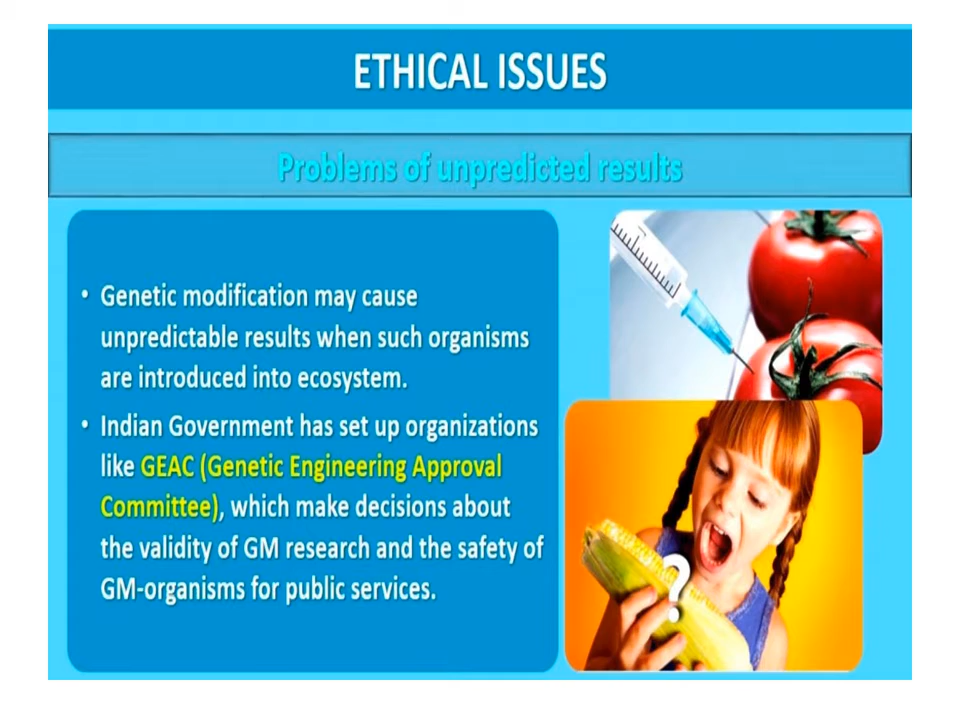 ETHICAL ISSUES
Problems of unpredicted results
• Genetic modification may cause
unpredictable results when such organisms
are introduced into ecosystem.
• Indian Government has set up organizations
like GEAC (Genetic Engineering Approval
Committee), which make decisions about
the validity of GM research and the safety of
GM-organisms for public services.
?